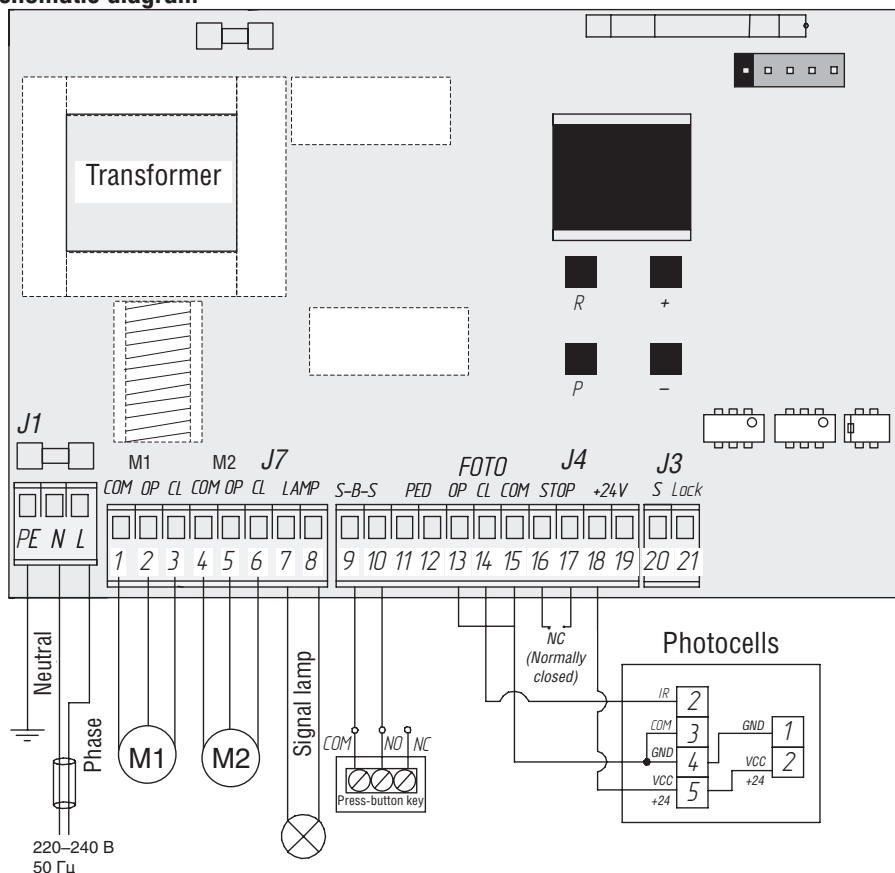 schematic diagram
Transformer
R +
P −
J1
M1 M2 J7 FOTO J4 J3
COM OP CL COM OP CL LAMP S-B-S PED OP CL COM STOP +24V S Lock
PE N L
1 2 3 4 5 6 7 8 9 10 11 12 13 14 15 16 17 18 19 20 21
Neutral
Phase
M1
M2
Signal lamp
NC
(Normally
closed)
Photocells
IR 2
COM 3 GND 1
GND 4 VCC 2
+24
VCC 5
+24
COM NO NC
Press-button key
220–240 В
50 Гц